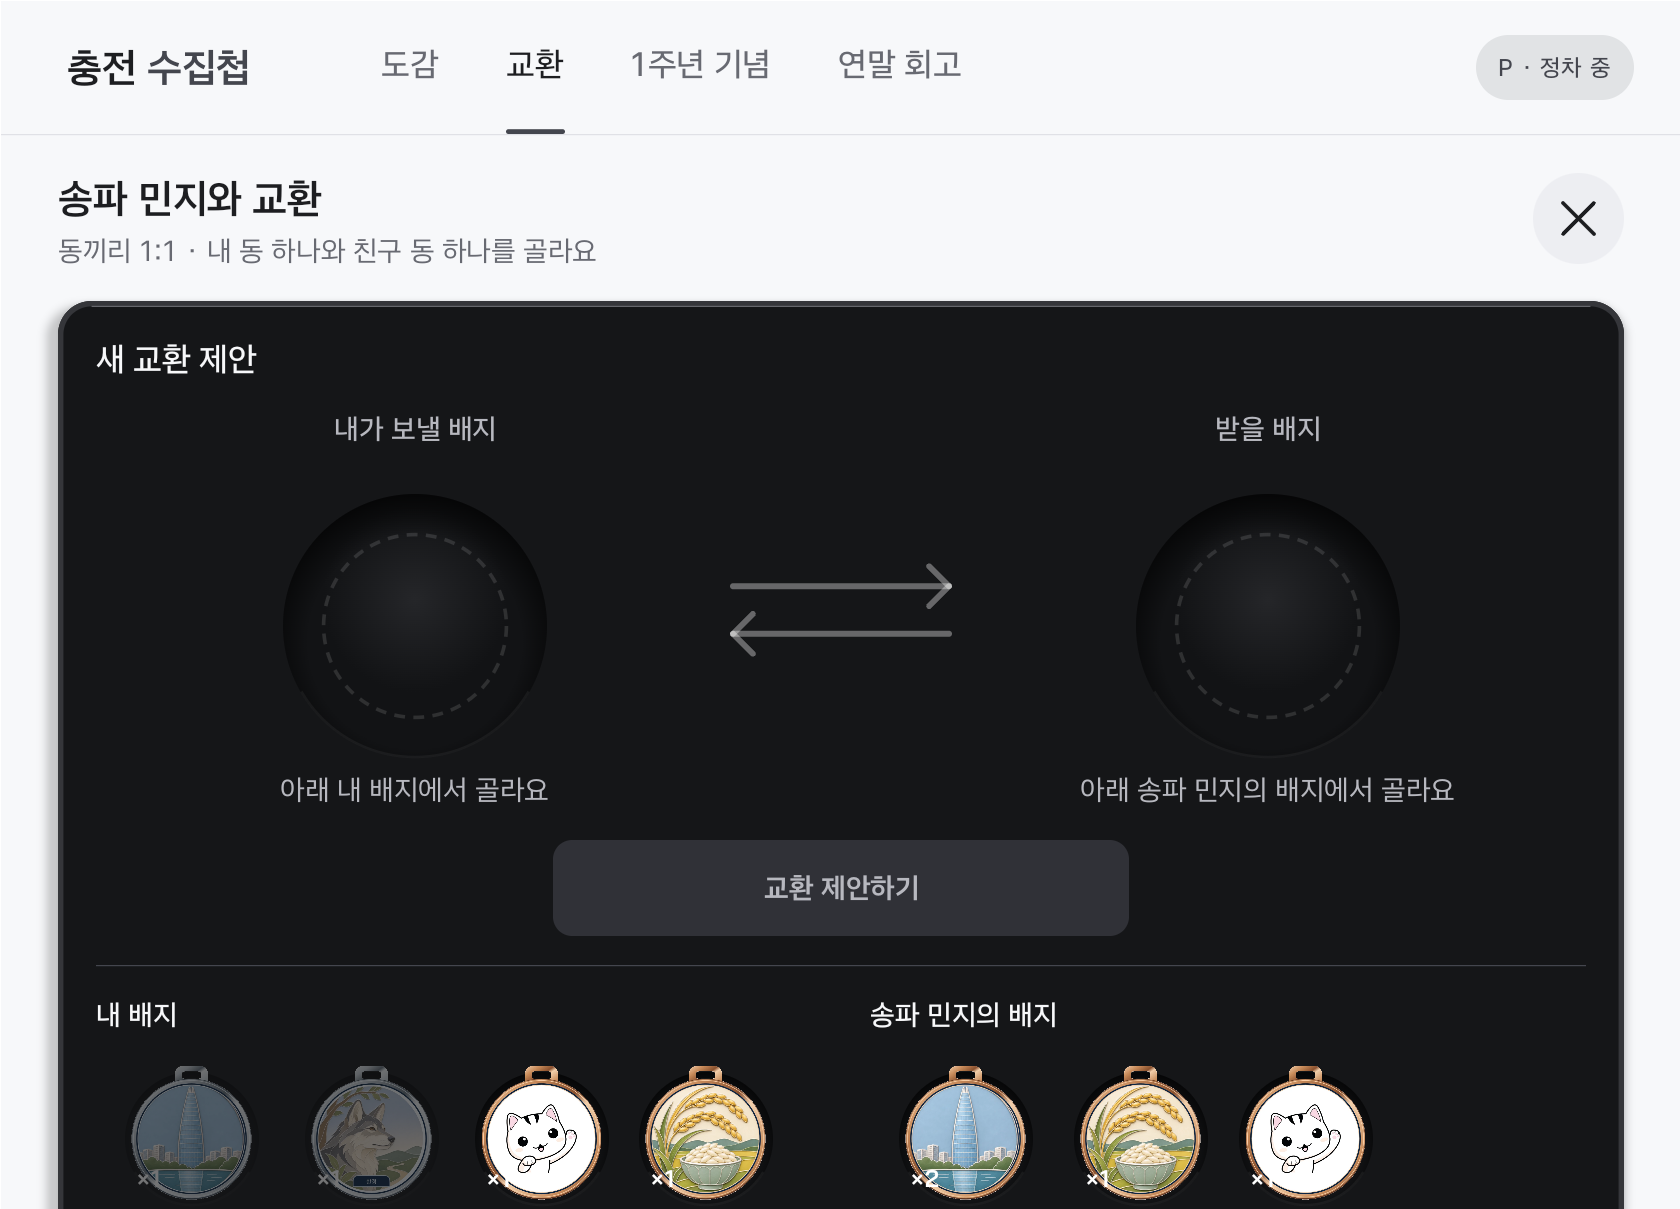 충전 수집첩
도감
교환
1주년 기념
연말 회고
P · 정차 중
송파 민지와 교환
동끼리 1:1 · 내 동 하나와 친구 동 하나를 골라요
새 교환 제안
내가 보낼 배지
받을 배지
아래 내 배지에서 골라요
아래 송파 민지의 배지에서 골라요
교환 제안하기
내 배지
송파 민지의 배지
×1
×1
×1
×1
×2
×1
×1